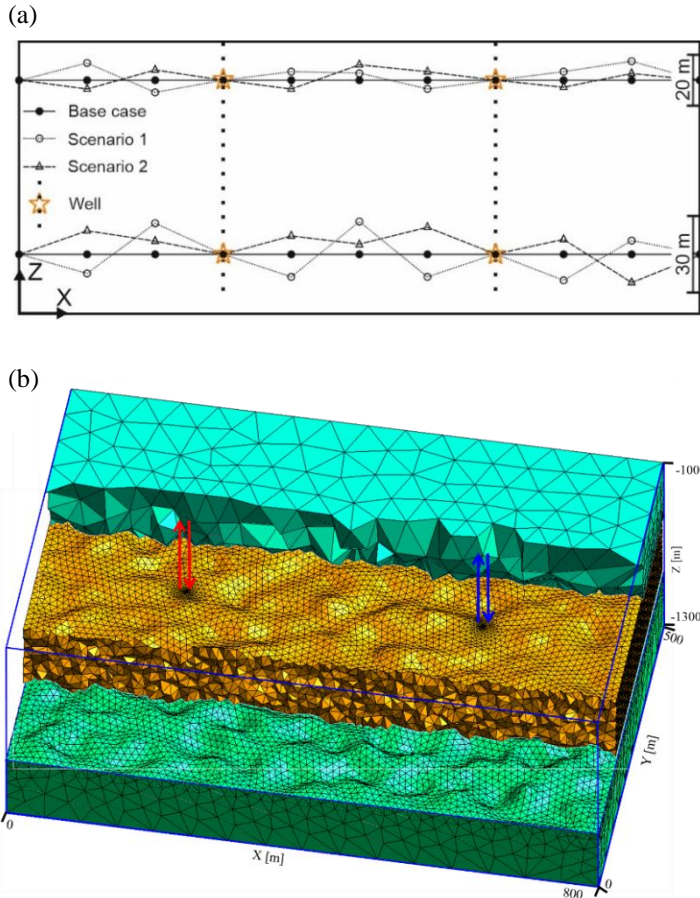 (a)
20 m
Base case
Scenario 1
Scenario 2
Well
Z
X
30 m
(b)
-1000
Z [m]
-1300
500
Y [m]
0
X [m]
800
0